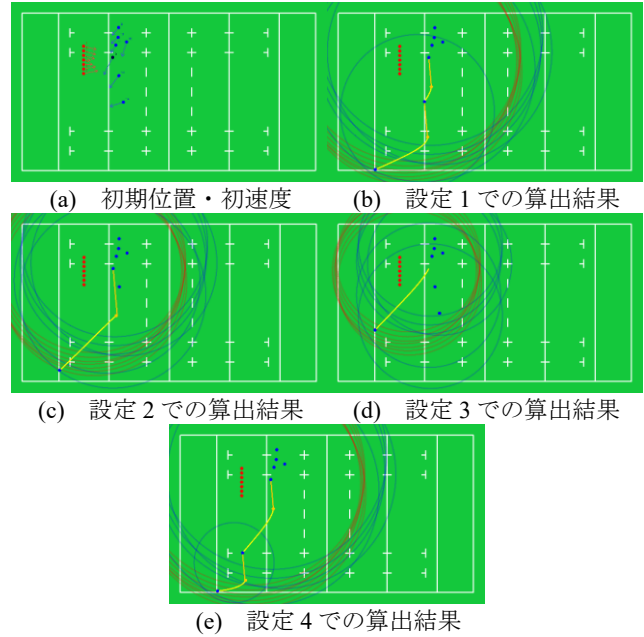 (a) 初期位置・初速度
(b) 設定 1 での算出結果
(c) 設定 2 での算出結果
(d) 設定 3 での算出結果
(e) 設定 4 での算出結果